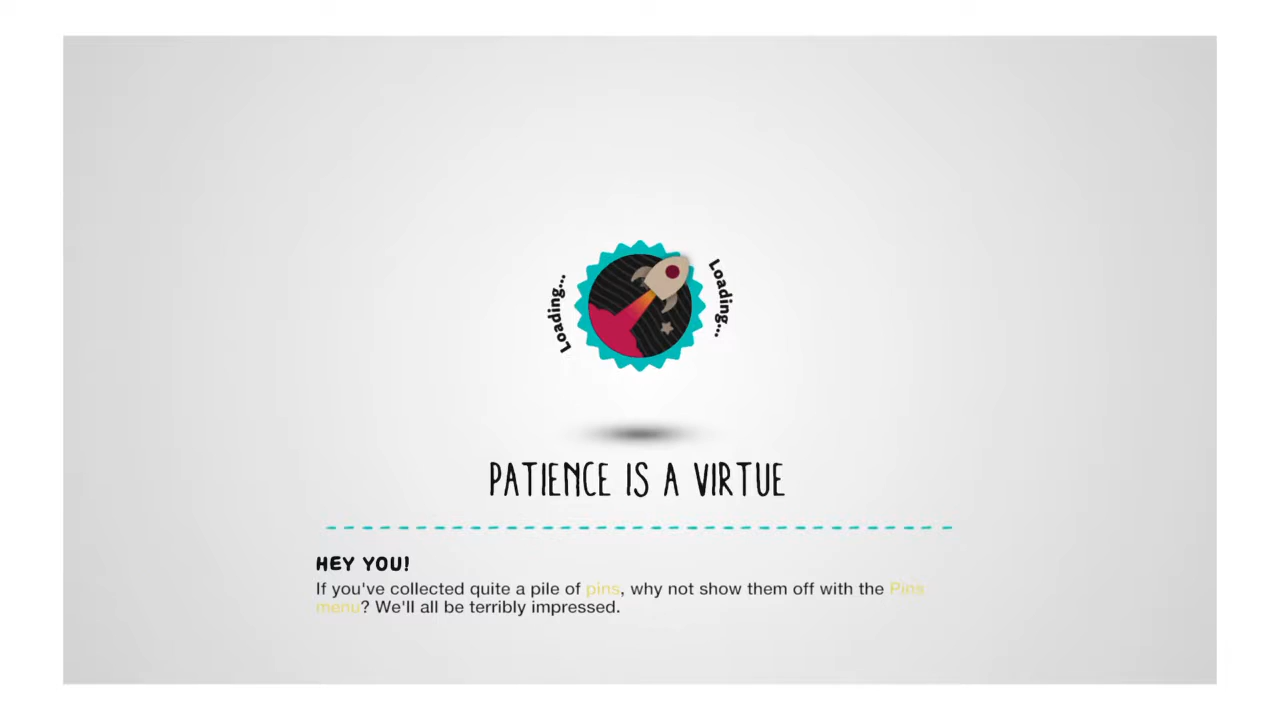 Loading...
Loading...
PATIENCE IS A VIRTUE
HEY YOU!
If you've collected quite a pile of pins, why not show them off with the Pins
menu? We'll all be terribly impressed.